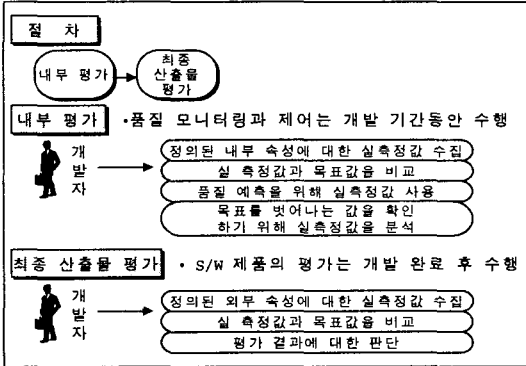 절 차
내부 평가
최종
산출물
평가
내부 평가 •품질 모니터링과 제어는 개발 기간동안 수행
개
발
자
정의된 내부 속성에 대한 실측정값 수집
실 측정값과 목표값을 비교
품질 예측을 위해 실측정값 사용
목표를 벗어나는 값을 확인
하기 위해 실측정값을 분석
최종 산출물 평가 • S/W 제품의 평가는 개발 완료 후 수행
개
발
자
정의된 외부 속성에 대한 실측정값 수집
실 측정값과 목표값을 비교
평가 결과에 대한 판단